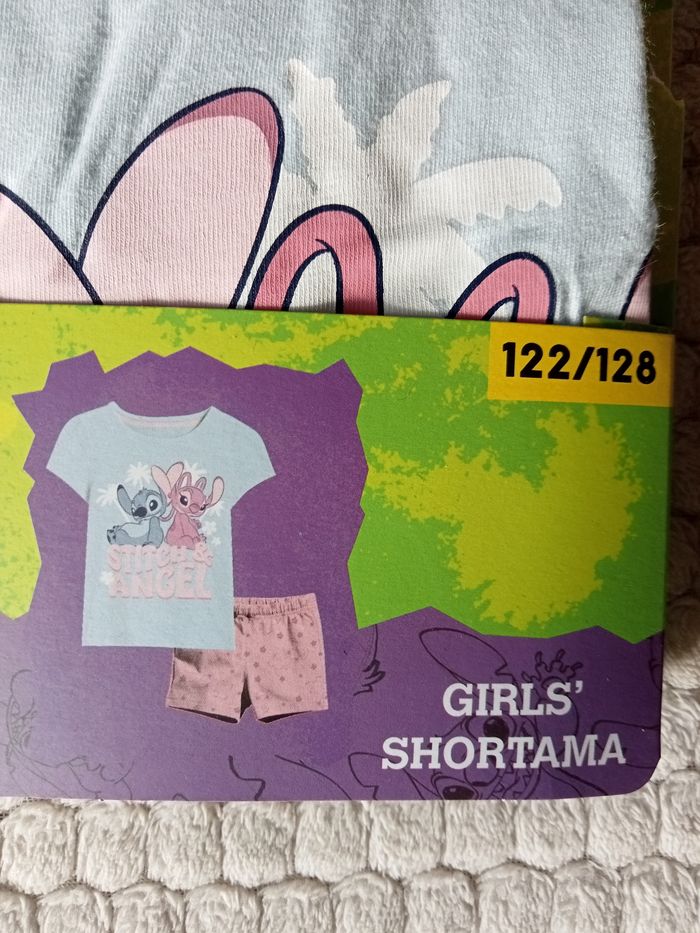 122/128
STITCH &
ANGEL
GIRLS'
SHORTAMA